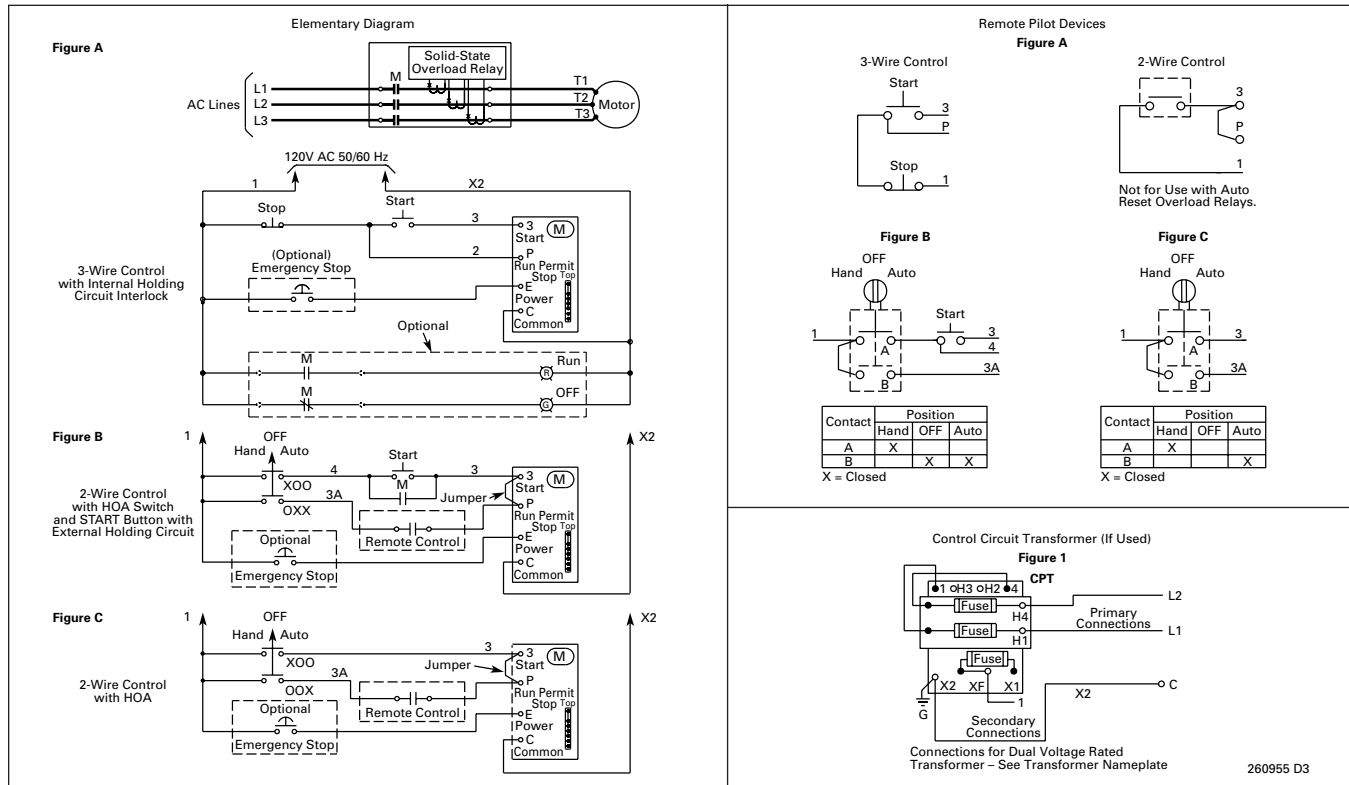 Elementary Diagram
Figure A
Solid-State
Overload Relay
M
AC Lines
L1
L2
L3
T1
T2
T3
Motor
120V AC 50/60 Hz
1
X2
Stop
Start
3
2
3-Wire Control
with Internal Holding
Circuit Interlock
(Optional)
Emergency Stop
3
M
Start
P
Run Permit
Stop Top
E
Power
C
Common
Optional
M
R
Run
M
G
OFF
Figure B
1
OFF
Hand Auto
X2
Start
4
3
XOO
M
3A
OXX
Jumper
2-Wire Control
with HOA Switch
and START Button with
External Holding Circuit
Remote Control
Optional
Emergency Stop
3
M
Start
P
Run Permit
Stop Top
E
Power
C
Common
Figure C
1
OFF
Hand Auto
X2
3
XOO
3A
OOX
Jumper
2-Wire Control
with HOA
Remote Control
Optional
Emergency Stop
3
M
Start
P
Run Permit
Stop Top
E
Power
C
Common
Remote Pilot Devices
Figure A
3-Wire Control
Start
3
P
Stop
1
2-Wire Control
3
P
1
Not for Use with Auto
Reset Overload Relays.
Figure B
OFF
Hand Auto
Start
1
A
3
4
B
3A
Contact Position
Hand OFF Auto
A X
B X X
X = Closed
Figure C
OFF
Hand Auto
1
A
3
B
3A
Contact Position
Hand OFF Auto
A X
B X
X = Closed
Control Circuit Transformer (If Used)
Figure 1
CPT
1 H3 H2 4
Fuse
H4
L2
Primary
Connections
Fuse
H1
L1
Fuse
X2 XF X1
X2
C
G
1
Secondary
Connections
Connections for Dual Voltage Rated
Transformer – See Transformer Nameplate
260955 D3